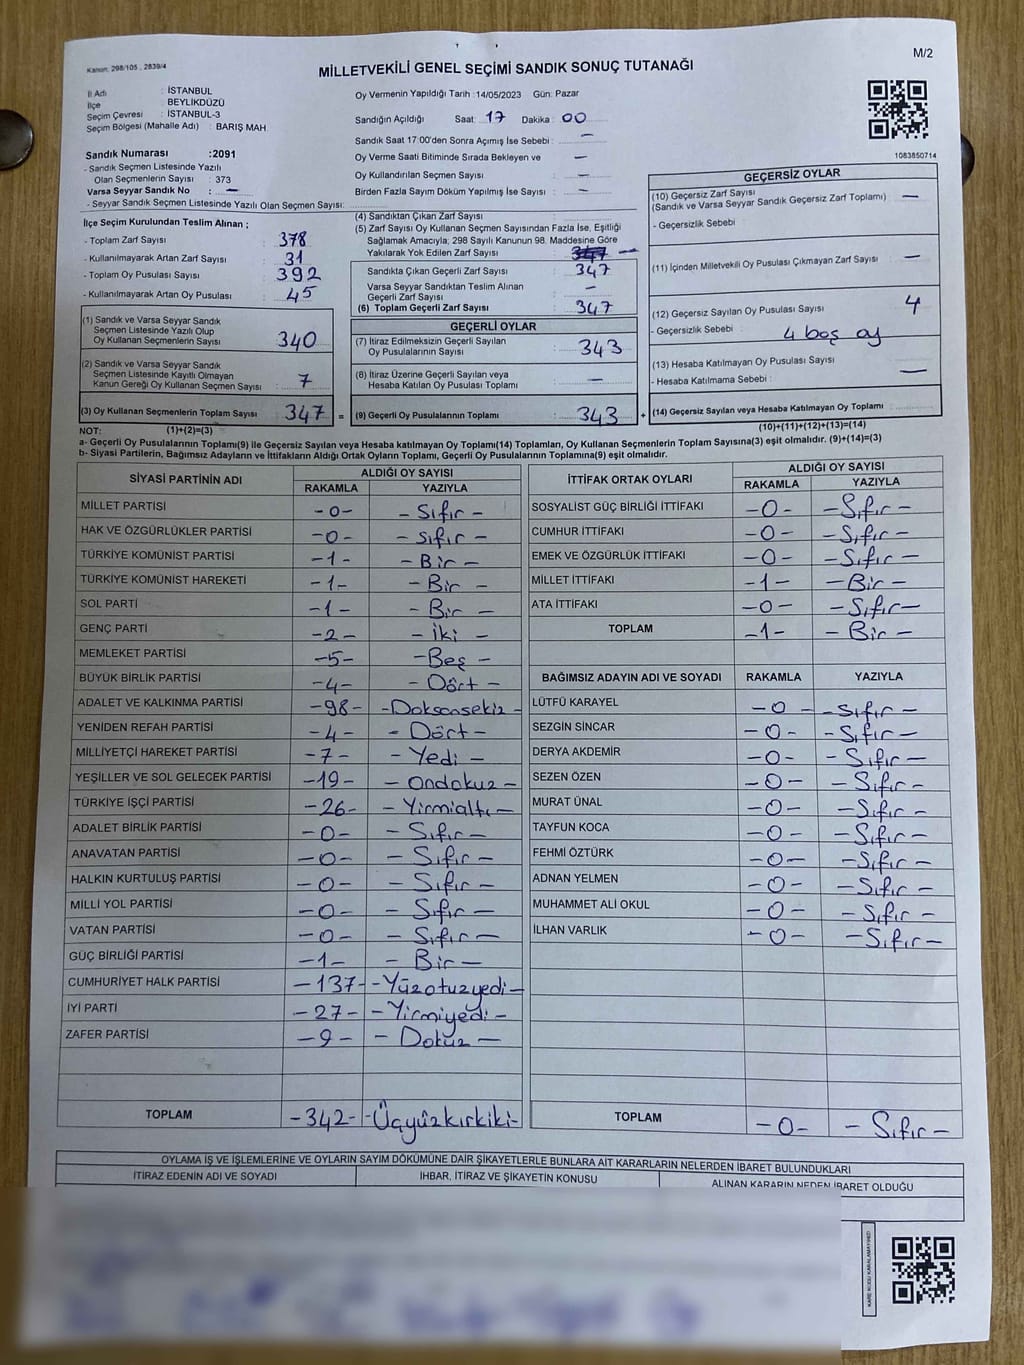 Kanun: 298/105 , 2839/4
M/2
MİLLETVEKİLİ GENEL SEÇİMİ SANDIK SONUÇ TUTANAĞI
İl Adı : İSTANBUL
İlçe : BEYLİKDÜZÜ
Seçim Çevresi : İSTANBUL-3
Seçim Bölgesi (Mahalle Adı) : BARIŞ MAH.
Sandık Numarası :2091
- Sandık Seçmen Listesinde Yazılı
Olan Seçmenlerin Sayısı : 373
Varsa Seyyar Sandık No : —
- Seyyar Sandık Seçmen Listesinde Yazılı Olan Seçmen Sayısı:
Oy Vermenin Yapıldığı Tarih : 14/05/2023 Gün: Pazar
Sandığın Açıldığı Saat: 17 Dakika : 00
Sandık Saat 17:00'den Sonra Açılmış İse Sebebi : —
Oy Verme Saati Bitiminde Sırada Bekleyen ve —
Oy Kullandırılan Seçmen Sayısı : —
Birden Fazla Sayım Döküm Yapılmış İse Sayısı : —
1083850714
İlçe Seçim Kurulundan Teslim Alınan ;
- Toplam Zarf Sayısı : 378
- Kullanılmayarak Artan Zarf Sayısı : 31
- Toplam Oy Pusulası Sayısı : 392
- Kullanılmayarak Artan Oy Pusulası : 45
(1) Sandık ve Varsa Seyyar Sandık
Seçmen Listesinde Yazılı Olup
Oy Kullanan Seçmenlerin Sayısı : 340
(2) Sandık ve Varsa Seyyar Sandık
Seçmen Listesinde Kayıtlı Olmayan
Kanun Gereği Oy Kullanan Seçmen Sayısı : 7
(3) Oy Kullanan Seçmenlerin Toplam Sayısı : 347 =
(4) Sandıktan Çıkan Zarf Sayısı :
(5) Zarf Sayısı Oy Kullanan Seçmen Sayısından Fazla İse, Eşitliği
Sağlamak Amacıyla; 298 Sayılı Kanunun 98. Maddesine Göre
Yakılarak Yok Edilen Zarf Sayısı : —
Sandıkta Çıkan Geçerli Zarf Sayısı : 347
Varsa Seyyar Sandıktan Teslim Alınan
Geçerli Zarf Sayısı : —
(6) Toplam Geçerli Zarf Sayısı : 347
GEÇERLİ OYLAR
(7) İtiraz Edilmeksizin Geçerli Sayılan
Oy Pusulalarının Sayısı : 343
(8) İtiraz Üzerine Geçerli Sayılan veya
Hesaba Katılan Oy Pusulası Toplamı : —
(9) Geçerli Oy Pusulalarının Toplamı : 343 +
GEÇERSİZ OYLAR
(10) Geçersiz Zarf Sayısı
(Sandık ve Varsa Seyyar Sandık Geçersiz Zarf Toplamı) —
- Geçersizlik Sebebi :
(11) İçinden Milletvekili Oy Pusulası Çıkmayan Zarf Sayısı : —
(12) Geçersiz Sayılan Oy Pusulası Sayısı : 4
- Geçersizlik Sebebi : 4 boş oy
(13) Hesaba Katılmayan Oy Pusulası Sayısı : —
- Hesaba Katılmama Sebebi :
(14) Geçersiz Sayılan veya Hesaba Katılmayan Oy Toplamı :
NOT: (1)+(2)=(3) (10)+(11)+(12)+(13)=(14)
a- Geçerli Oy Pusulalarının Toplamı(9) ile Geçersiz Sayılan veya Hesaba katılmayan Oy Toplamı(14) Toplamları, Oy Kullanan Seçmenlerin Toplam Sayısına(3) eşit olmalıdır. (9)+(14)=(3)
b- Siyasi Partilerin, Bağımsız Adayların ve İttifakların Aldığı Ortak Oyların Toplamı, Geçerli Oy Pusulalarının Toplamına(9) eşit olmalıdır.
SİYASİ PARTİNİN ADI ALDIĞI OY SAYISI
RAKAMLA YAZIYLA
MİLLET PARTİSİ -0- -Sıfır-
HAK VE ÖZGÜRLÜKLER PARTİSİ -0- -Sıfır-
TÜRKİYE KOMÜNİST PARTİSİ -1- -Bir-
TÜRKİYE KOMÜNİST HAREKETİ -1- -Bir-
SOL PARTİ -1- -Bir-
GENÇ PARTİ -2- -İki-
MEMLEKET PARTİSİ -5- -Beş-
BÜYÜK BİRLİK PARTİSİ -4- -Dört-
ADALET VE KALKINMA PARTİSİ -98- -Doksansekiz-
YENİDEN REFAH PARTİSİ -4- -Dört-
MİLLİYETÇİ HAREKET PARTİSİ -7- -Yedi-
YEŞİLLER VE SOL GELECEK PARTİSİ -19- -Ondokuz-
TÜRKİYE İŞÇİ PARTİSİ -26- -Yirmialtı-
ADALET BİRLİK PARTİSİ -0- -Sıfır-
ANAVATAN PARTİSİ -0- -Sıfır-
HALKIN KURTULUŞ PARTİSİ -0- -Sıfır-
MİLLİ YOL PARTİSİ -0- -Sıfır-
VATAN PARTİSİ -0- -Sıfır-
GÜÇ BİRLİĞİ PARTİSİ -1- -Bir-
CUMHURİYET HALK PARTİSİ -137- -Yüzotuzyedi-
İYİ PARTİ -27- -Yirmiyedi-
ZAFER PARTİSİ -9- -Dokuz-
TOPLAM -342- -Üçyüzkırkiki-
İTTİFAK ORTAK OYLARI ALDIĞI OY SAYISI
RAKAMLA YAZIYLA
SOSYALİST GÜÇ BİRLİĞİ İTTİFAKI -0- -Sıfır-
CUMHUR İTTİFAKI -0- -Sıfır-
EMEK VE ÖZGÜRLÜK İTTİFAKI -0- -Sıfır-
MİLLET İTTİFAKI -1- -Bir-
ATA İTTİFAKI -0- -Sıfır-
TOPLAM -1- -Bir-
BAĞIMSIZ ADAYIN ADI VE SOYADI RAKAMLA YAZIYLA
LÜTFÜ KARAYEL -0- -Sıfır-
SEZGİN SİNCAR -0- -Sıfır-
DERYA AKDEMİR -0- -Sıfır-
SEZEN ÖZEN -0- -Sıfır-
MURAT ÜNAL -0- -Sıfır-
TAYFUN KOCA -0- -Sıfır-
FEHMİ ÖZTÜRK -0- -Sıfır-
ADNAN YELMEN -0- -Sıfır-
MUHAMMET ALİ OKUL -0- -Sıfır-
İLHAN VARLIK -0- -Sıfır-
TOPLAM -0- -Sıfır-
OYLAMA İŞ VE İŞLEMLERİNE VE OYLARIN SAYIM DÖKÜMÜNE DAİR ŞİKAYETLERLE BUNLARA AİT KARARLARIN NELERDEN İBARET BULUNDUKLARI
İTİRAZ EDENİN ADI VE SOYADI İHBAR, İTİRAZ VE ŞİKAYETİN KONUSU ALINAN KARARIN NEDEN İBARET OLDUĞU
KARE KODU KARALAMAYINIZ!